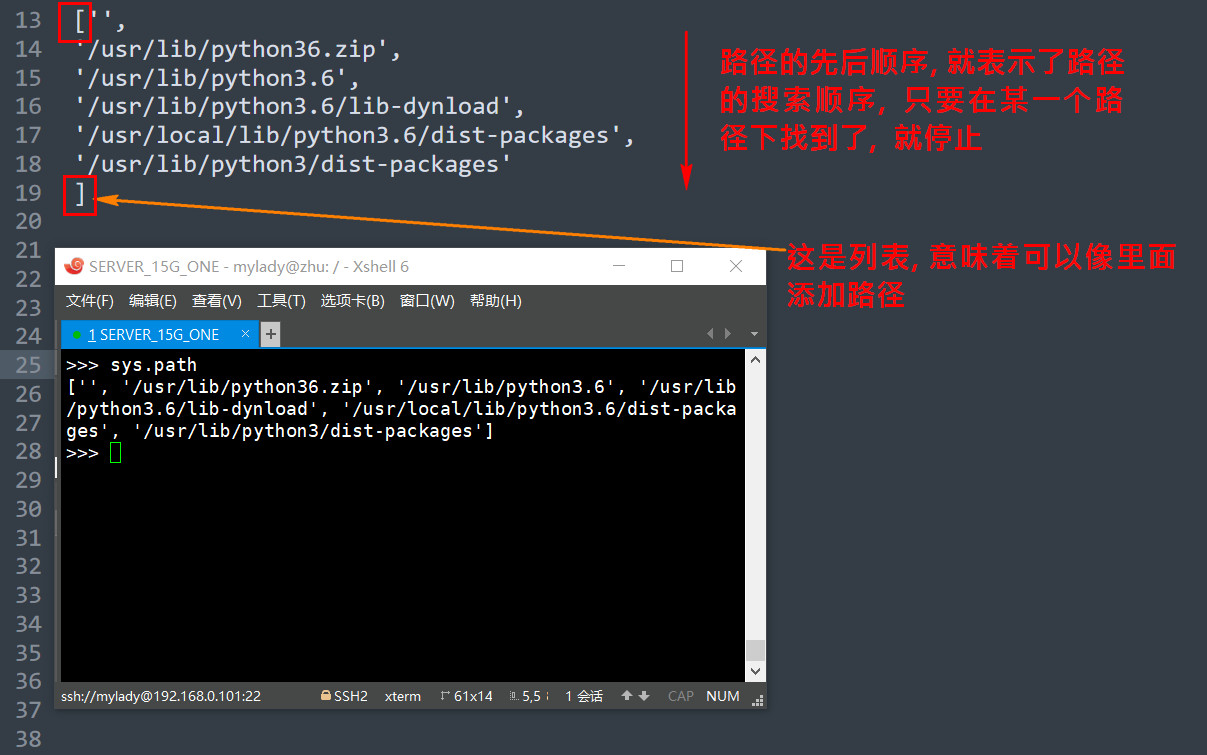 13 ['',
14 '/usr/lib/python36.zip',
15 '/usr/lib/python3.6',
16 '/usr/lib/python3.6/lib-dynload',
17 '/usr/local/lib/python3.6/dist-packages',
18 '/usr/lib/python3/dist-packages'
19 ]
路径的先后顺序, 就表示了路径
的搜索顺序, 只要在某一个路
径下找到了, 就停止
这是列表, 意味着可以像里面
添加路径
20
21
22
23
24
25
26
27
28
29
30
31
32
33
34
35
36
37
38
SERVER_15G_ONE - mylady@zhu: / - Xshell 6
文件(F) 编辑(E) 查看(V) 工具(T) 选项卡(B) 窗口(W) 帮助(H)
1 SERVER_15G_ONE × +
>>> sys.path
['', '/usr/lib/python36.zip', '/usr/lib/python3.6', '/usr/lib
/python3.6/lib-dynload', '/usr/local/lib/python3.6/dist-packa
ges', '/usr/lib/python3/dist-packages']
>>>
ssh://mylady@192.168.0.101:22 SSH2 xterm 61x14 5,5 1 会话 CAP NUM